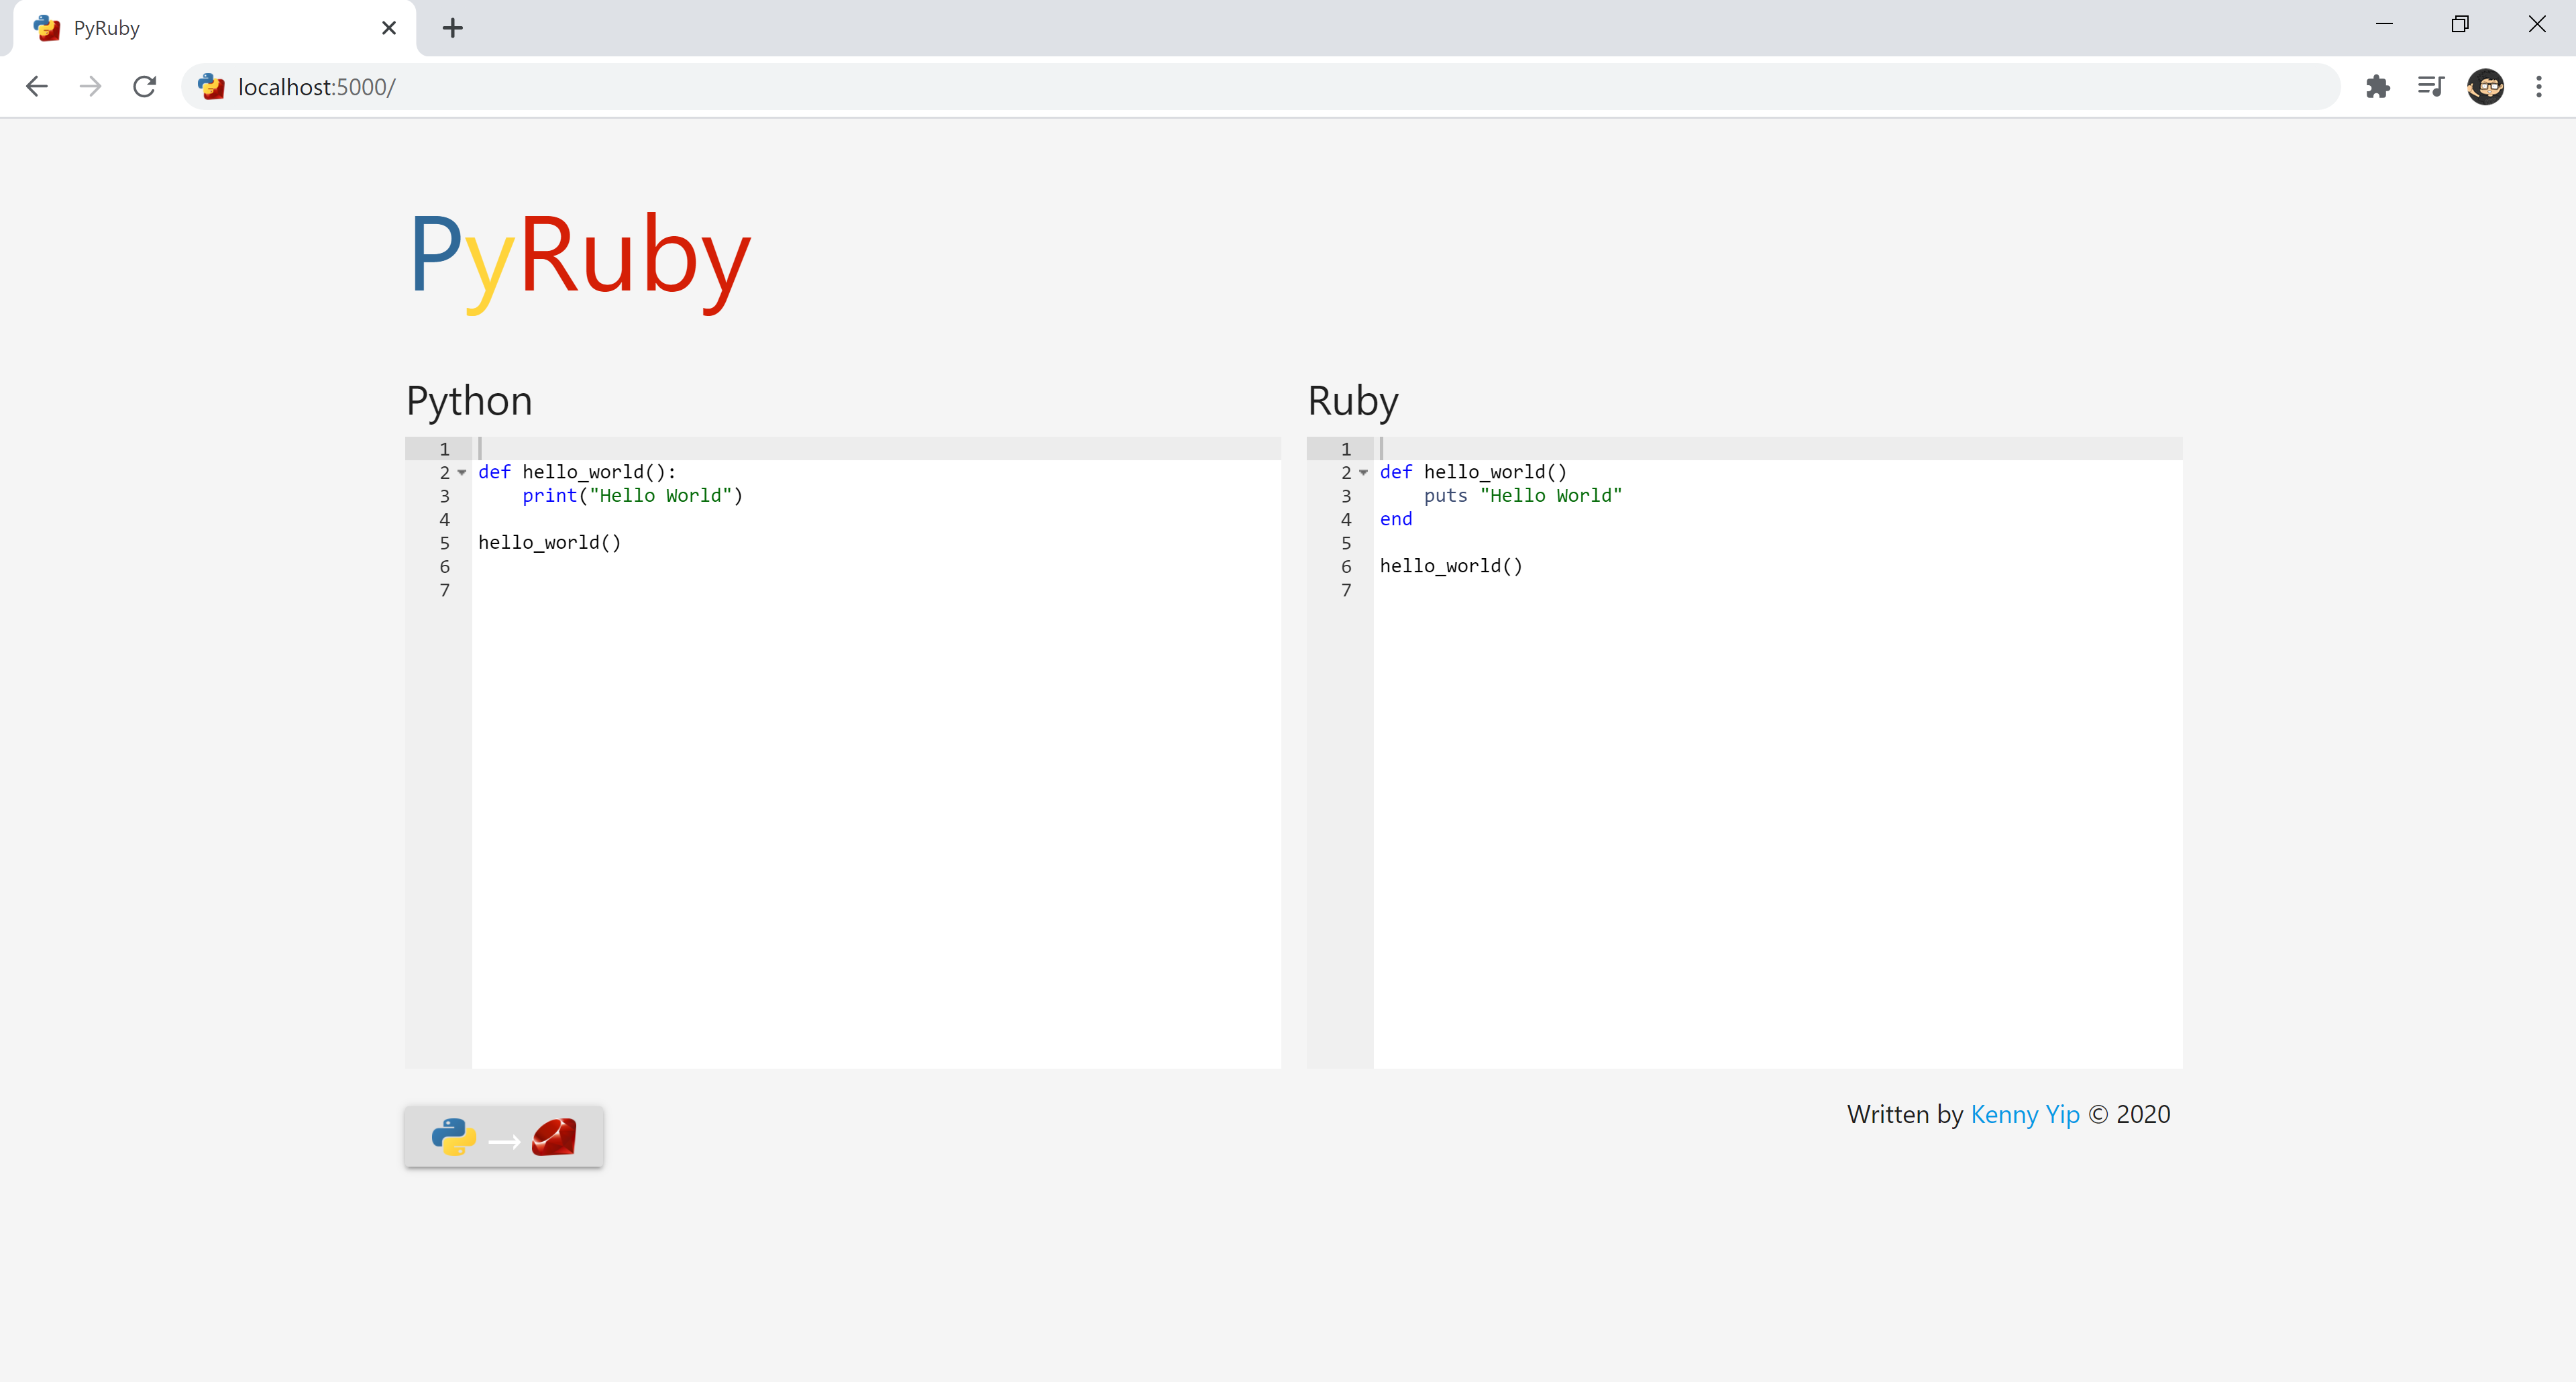 PyRuby
localhost:5000/
PyRuby
Python
1
2 def hello_world():
3     print("Hello World")
4
5 hello_world()
6
7
Ruby
1
2 def hello_world()
3     puts "Hello World"
4 end
5
6 hello_world()
7
Written by Kenny Yip © 2020